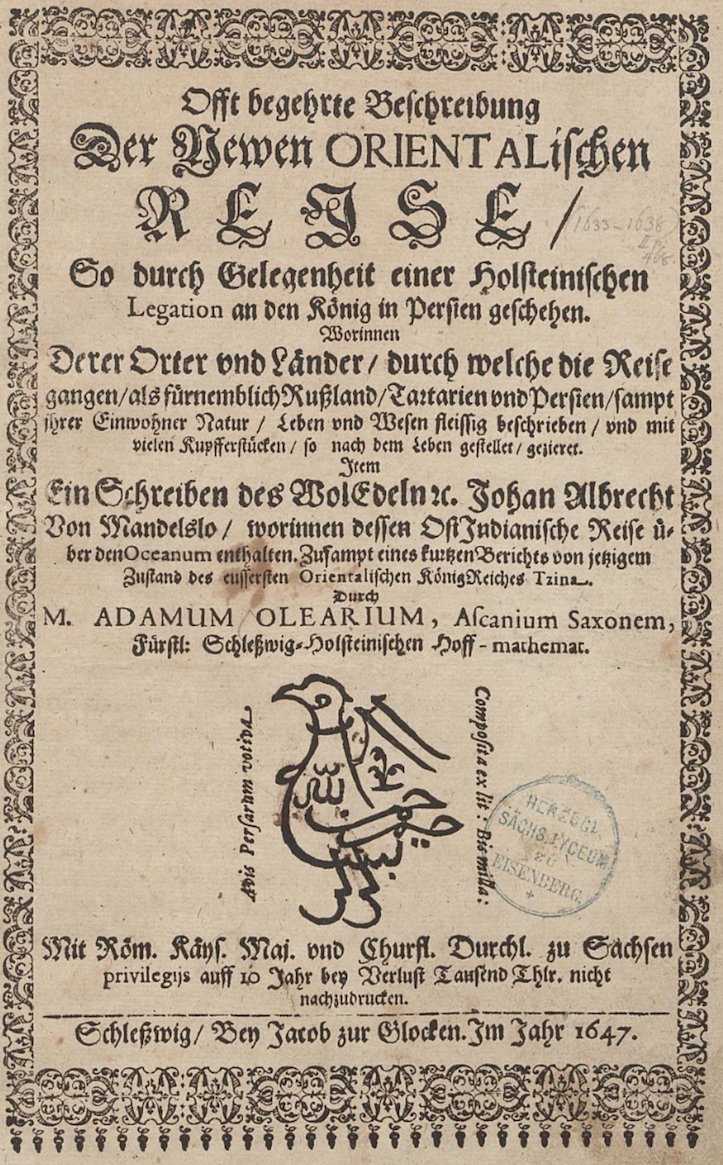 Offt begehrte Beschreibung
Der Newen ORIENTALischen
REJSE /
1633-1638
So durch Gelegenheit einer Holsteinischen
Legation an den König in Persien geschehen.
Worinnen
Derer Orter vnd Länder / durch welche die Reise
gangen / als fürnemblich Rußland / Tartarien vnd Persien / sampt
jhrer Einwohner Natur / Leben vnd Wesen fleissig beschrieben / vnd mit
vielen Kupfferstücken / so nach dem Leben gestellet / gezieret.
Item
Ein Schreiben des WolEdeln ꝛc. Johan Albrecht
Von Mandelslo / worinnen dessen OstJndianische Reise ü-
ber den Oceanum enthalten. Zusampt eines kurtzen Berichts von jetzigem
Zustand des eussersten Orientalischen KönigReiches Tzina.
Durch
M. ADAMUM OLEARIUM, Ascanium Saxonem,
Fürstl: Schleßwig-Holsteinischen Hoff-mathemat.
Avis Persarum votiva
Composita ex lit: Bismilla:
HERZOGL.
SÄCHS. LYCEUM
ZU
EISENBERG.
Mit Röm. Käys. Maj. vnd Churfl. Durchl. zu Sachsen
privilegijs auff 10 Jahr bey Verlust Tausend Thlr. nicht
nachzudrucken.
Schleßwig / Bey Jacob zur Glocken. Im Jahr 1647.